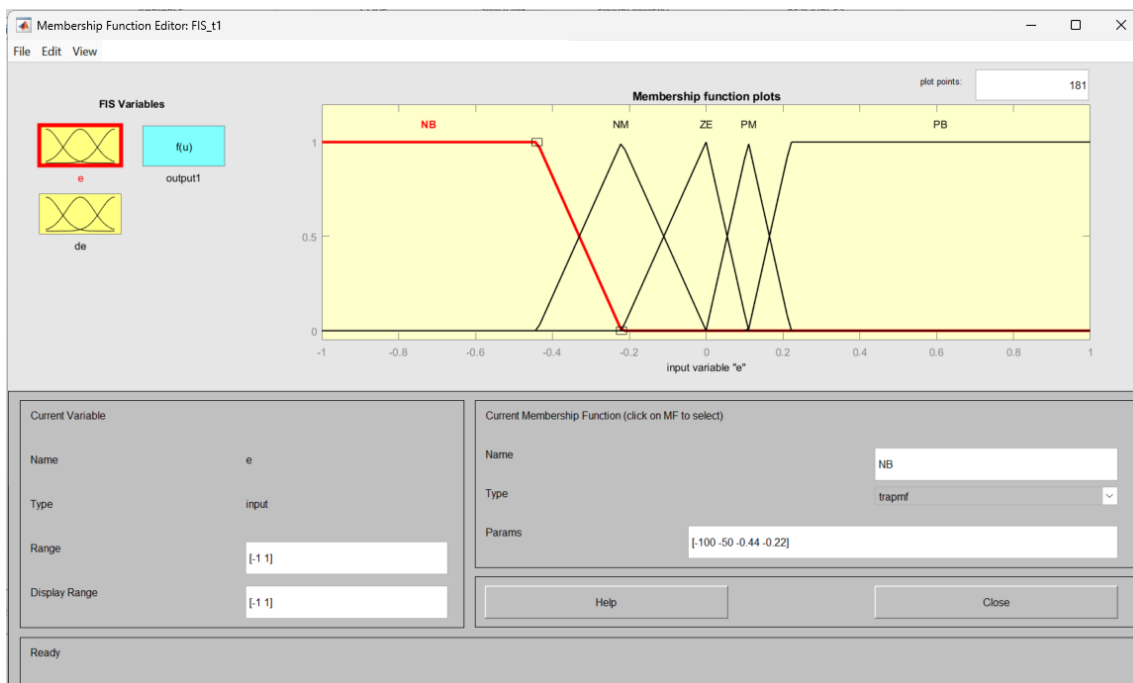 Membership Function Editor: FIS_t1
File Edit View
FIS Variables
e
f(u)
output1
de
plot points:
181
Membership function plots
NB NM ZE PM PB
1
0.5
0
-1 -0.8 -0.6 -0.4 -0.2 0 0.2 0.4 0.6 0.8 1
input variable "e"
Current Variable
Name e
Type input
Range [-1 1]
Display Range [-1 1]
Current Membership Function (click on MF to select)
Name NB
Type trapmf
Params [-100 -50 -0.44 -0.22]
Help Close
Ready